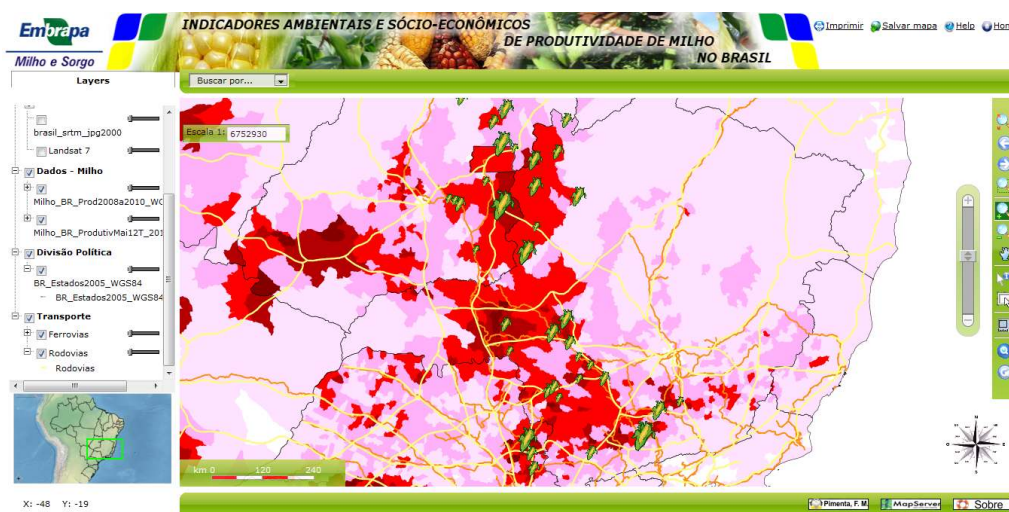 Embrapa
Milho e Sorgo
INDICADORES AMBIENTAIS E SÓCIO-ECONÔMICOS
DE PRODUTIVIDADE DE MILHO
NO BRASIL
Imprimir Salvar mapa Help Hom
Layers
Buscar por...
Escala 1: 6752930
brasil_srtm_jpg2000
Landsat 7
Dados - Milho
Milho_BR_Prod2008a2010_WG
Milho_BR_ProdutivMai12T_201
Divisão Política
BR_Estados2005_WGS84
BR_Estados2005_WGS84
Transporte
Ferrovias
Rodovias
Rodovias
km 0 120 240
X: -48 Y: -19
Pimenta, F. M.
MapServer
Sobre